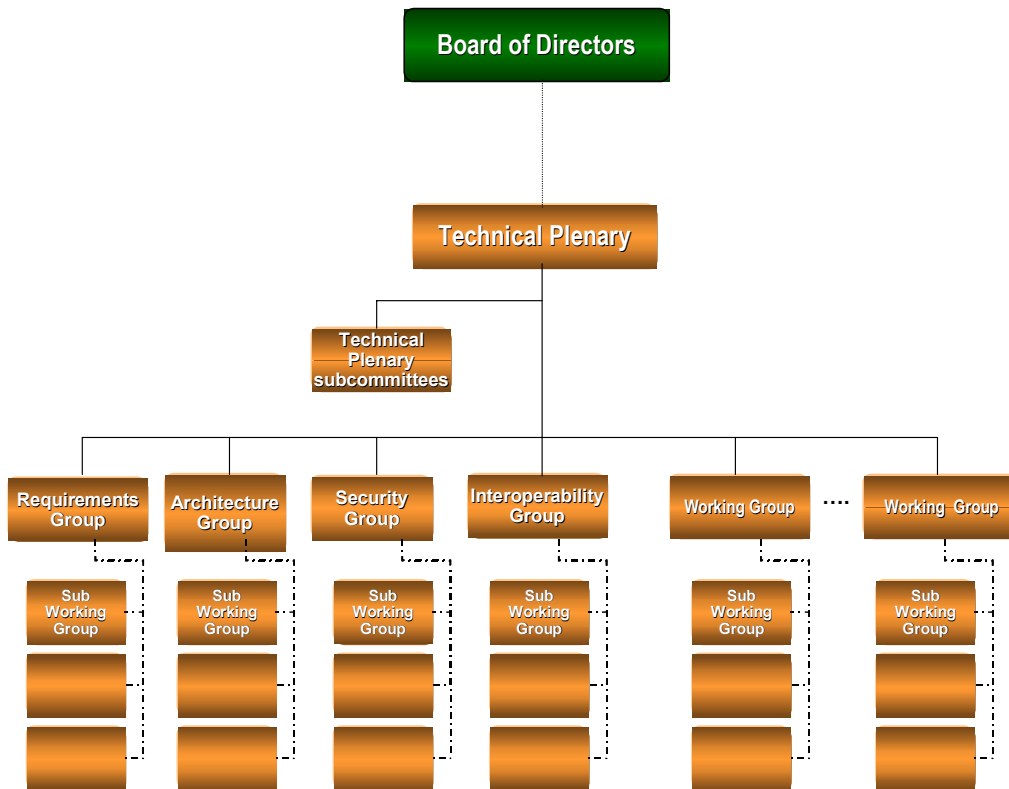 Board of Directors
Technical Plenary
Technical
Plenary
subcommittees
Requirements
Group
Architecture
Group
Security
Group
Interoperability
Group
Working Group
....
Working Group
Sub
Working
Group
Sub
Working
Group
Sub
Working
Group
Sub
Working
Group
Sub
Working
Group
Sub
Working
Group